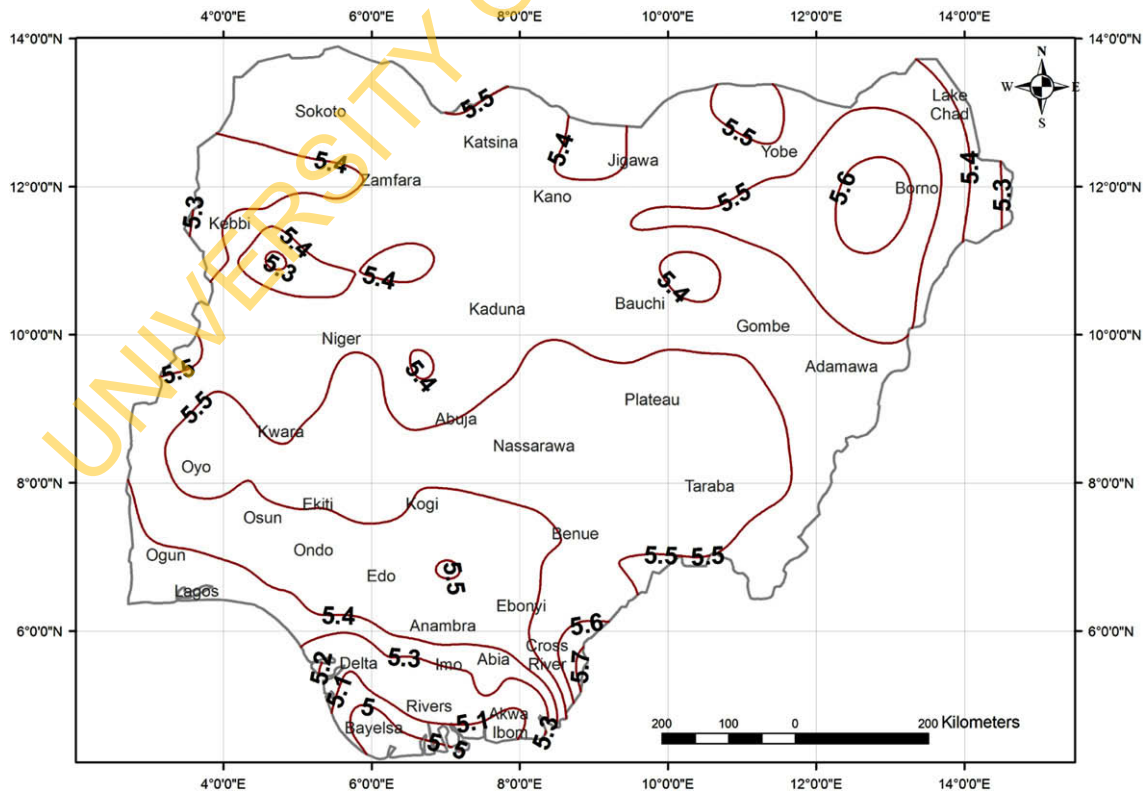 4°0'0"E 6°0'0"E 8°0'0"E 10°0'0"E 12°0'0"E 14°0'0"E
14°0'0"N 14°0'0"N
N
W E
S
UNIVERSITY O
Lake
Chad
Sokoto
5.5
5.5
Katsina
5.4
Jigawa
Yobe
5.4
5.4
Zamfara
12°0'0"N 12°0'0"N
Kano
5.5
5.6
Borno
5.3
5.3
Kebbi
5.4
5.3
5.4
5.4
Bauchi
Kaduna
Gombe
10°0'0"N 10°0'0"N
Niger
5.5
5.4
Adamawa
5.5
Abuja
Plateau
Kwara
Nassarawa
Oyo
8°0'0"N 8°0'0"N
Taraba
Ekiti
Kogi
Osun
Benue
Ogun
Ondo
5.5 5.5
Edo
5.5
Lagos
Ebonyi
5.4
Anambra
5.6
6°0'0"N 6°0'0"N
Cross
River
5.7
5.2
Delta
5.3
Imo
Abia
5.1
5
Rivers
5.1
Akwa
Ibom
Bayelsa
5
5
5.3
200 100 0 200 Kilometers
4°0'0"E 6°0'0"E 8°0'0"E 10°0'0"E 12°0'0"E 14°0'0"E